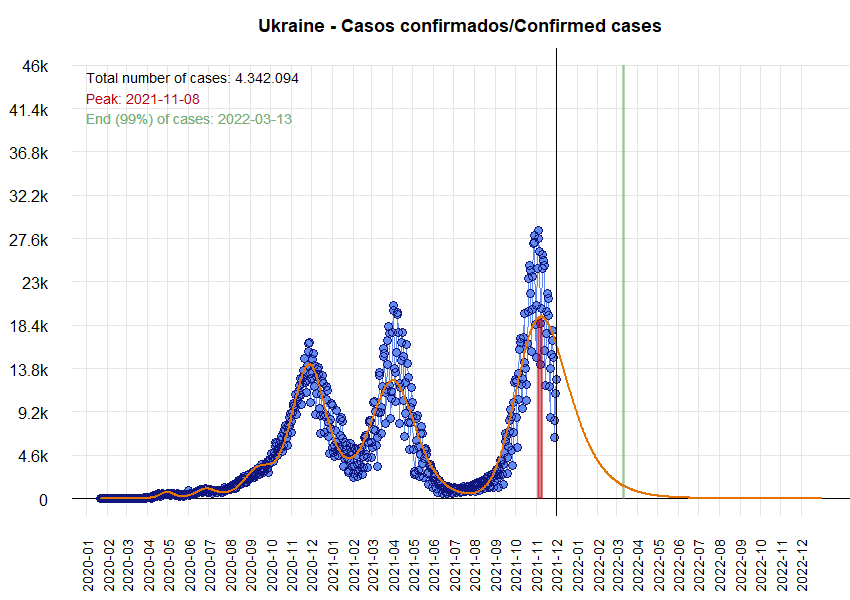 Ukraine - Casos confirmados/Confirmed cases
46k
Total number of cases: 4.342.094
Peak: 2021-11-08
End (99%) of cases: 2022-03-13
41.4k
36.8k
32.2k
27.6k
23k
18.4k
13.8k
9.2k
4.6k
0
2020-01
2020-02
2020-03
2020-04
2020-05
2020-06
2020-07
2020-08
2020-09
2020-10
2020-11
2020-12
2021-01
2021-02
2021-03
2021-04
2021-05
2021-06
2021-07
2021-08
2021-09
2021-10
2021-11
2021-12
2022-01
2022-02
2022-03
2022-04
2022-05
2022-06
2022-07
2022-08
2022-09
2022-10
2022-11
2022-12